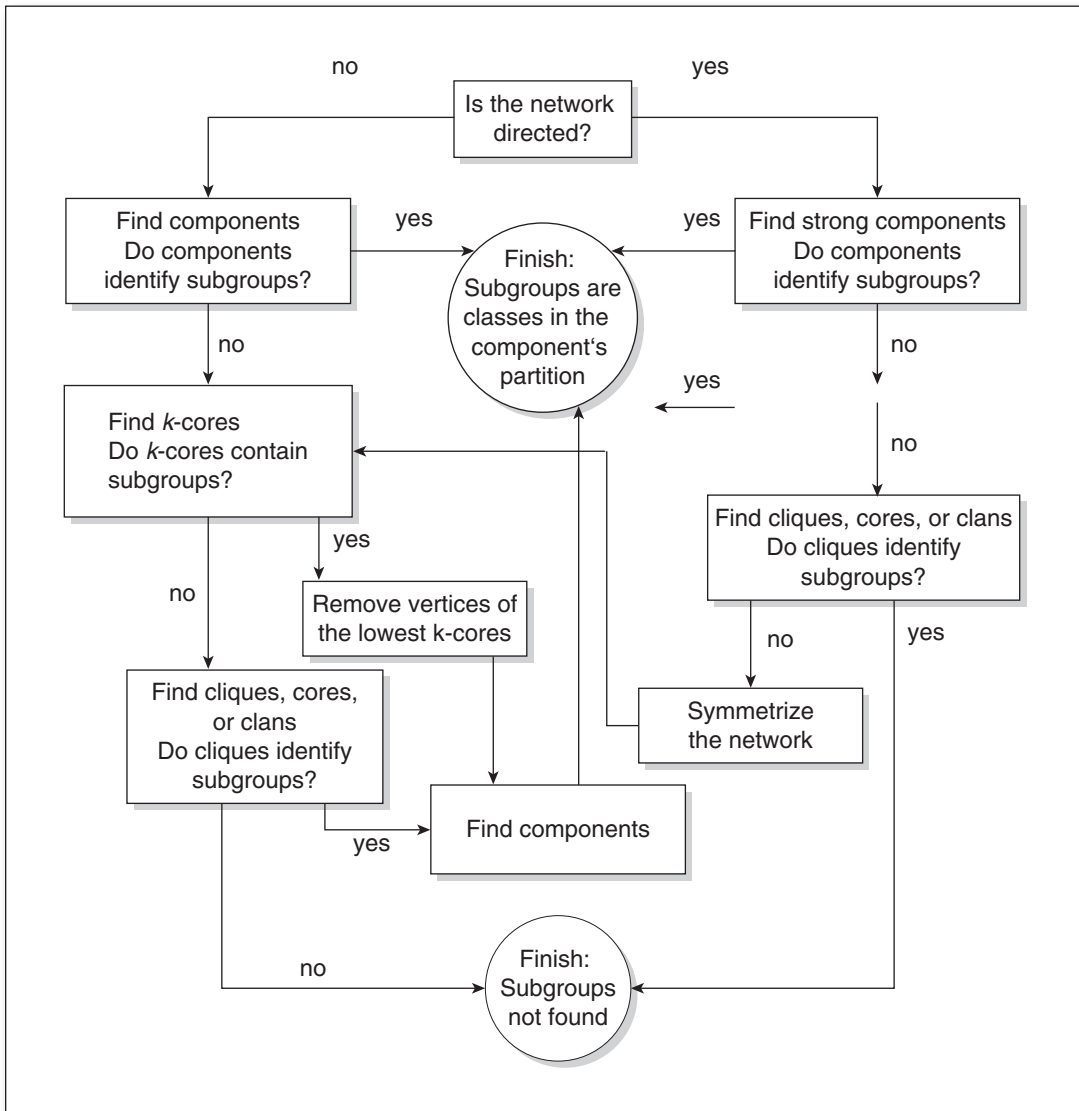 no
yes
Is the network
directed?
Find components
Do components
identify subgroups?
yes
Finish:
Subgroups are
classes in the
component‘s
partition
yes
Find strong components
Do components
identify subgroups?
no
no
yes
Find k-cores
Do k-cores contain
subgroups?
no
Find cliques, cores, or clans
Do cliques identify
subgroups?
yes
no
Remove vertices of
the lowest k-cores
no
yes
Find cliques, cores,
or clans
Do cliques identify
subgroups?
Symmetrize
the network
yes
Find components
no
Finish:
Subgroups
not found